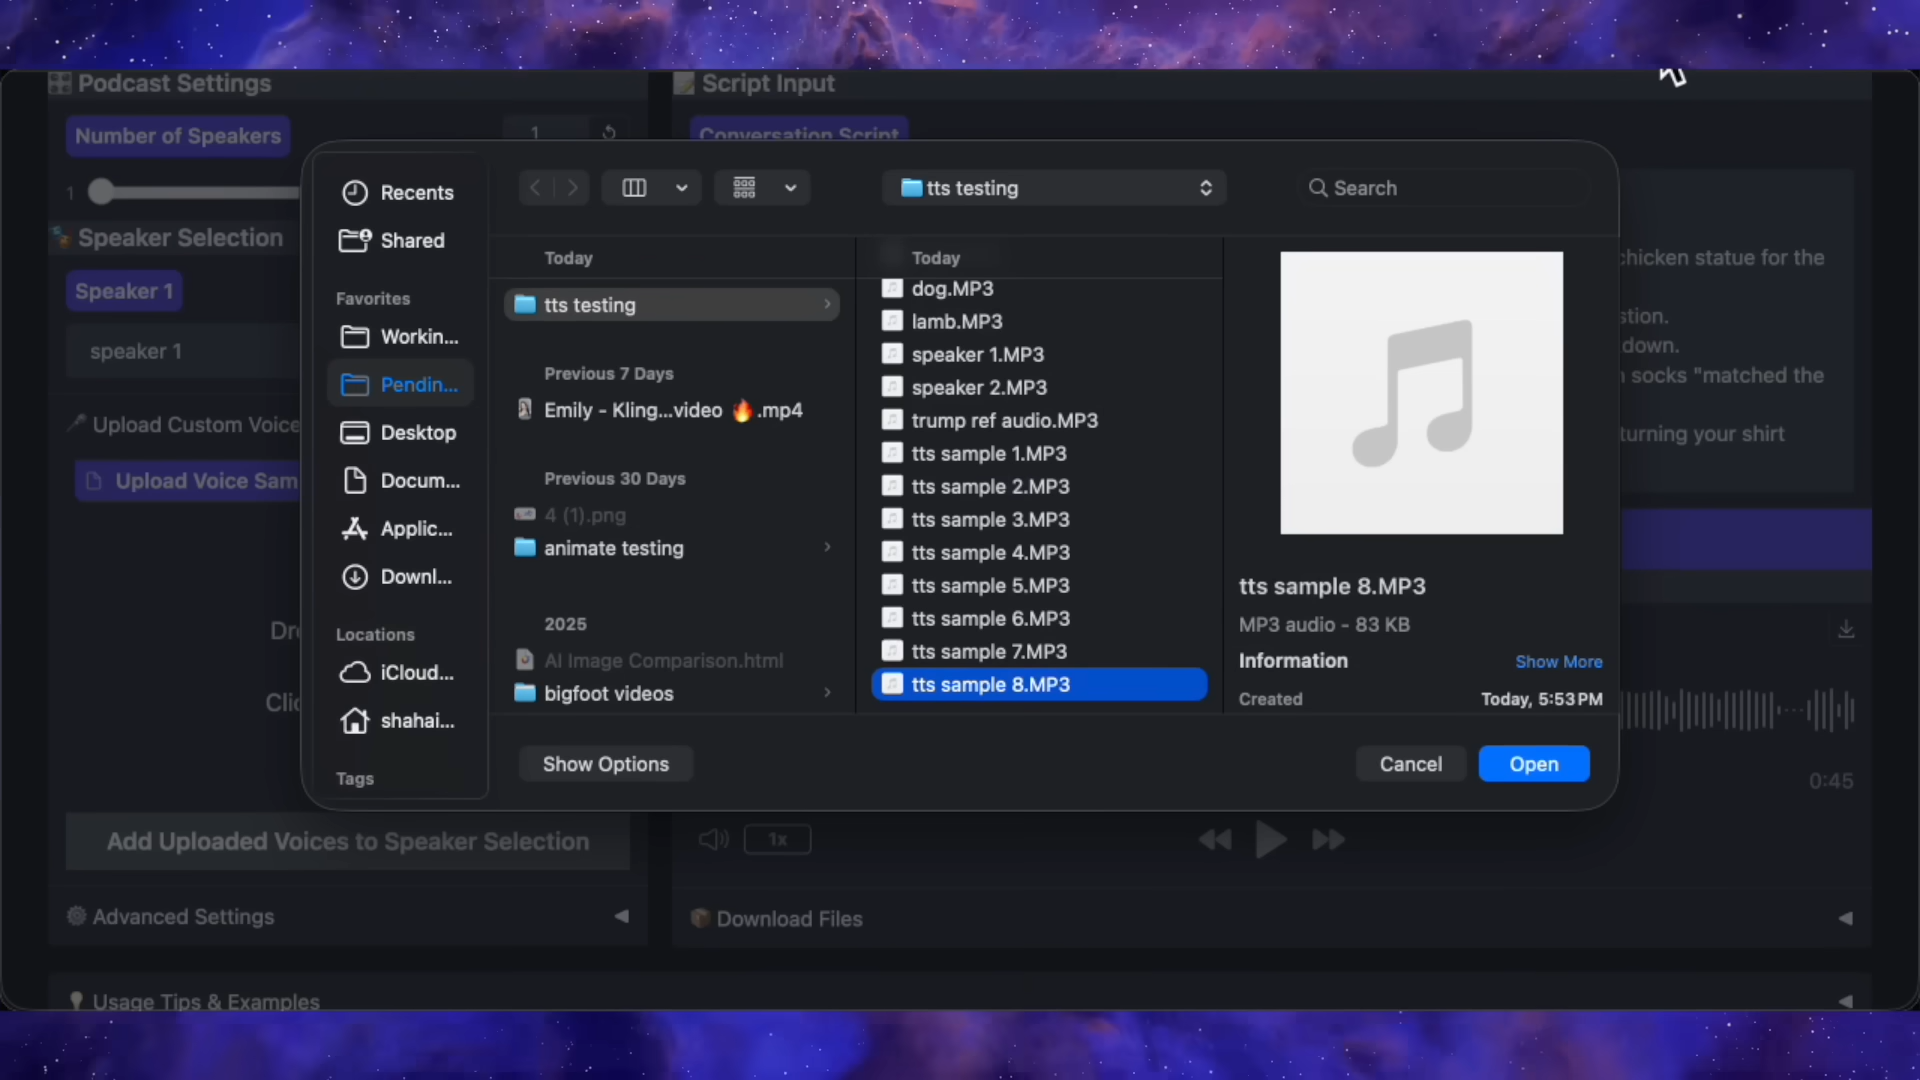 Podcast Settings
Number of Speakers
1
1
Speaker Selection
Speaker 1
speaker 1
Upload Custom Voice
Upload Voice Sam
Add Uploaded Voices to Speaker Selection
Advanced Settings
Usage Tips & Examples
Script Input
Conversation Script
chicken statue for the
stion.
down.
socks "matched the
turning your shirt
0:45
1x
Download Files
Recents
Shared
Favorites
Workin...
Pendin...
Desktop
Docum...
Applic...
Downl...
Locations
iCloud...
shahai...
Tags
tts testing
Search
Today
tts testing
Previous 7 Days
Emily - Kling...video 🔥.mp4
Previous 30 Days
4 (1).png
animate testing
2025
AI Image Comparison.html
bigfoot videos
Today
dog.MP3
lamb.MP3
speaker 1.MP3
speaker 2.MP3
trump ref audio.MP3
tts sample 1.MP3
tts sample 2.MP3
tts sample 3.MP3
tts sample 4.MP3
tts sample 5.MP3
tts sample 6.MP3
tts sample 7.MP3
tts sample 8.MP3
tts sample 8.MP3
MP3 audio - 83 KB
Information
Show More
Created
Today, 5:53 PM
Show Options
Cancel
Open